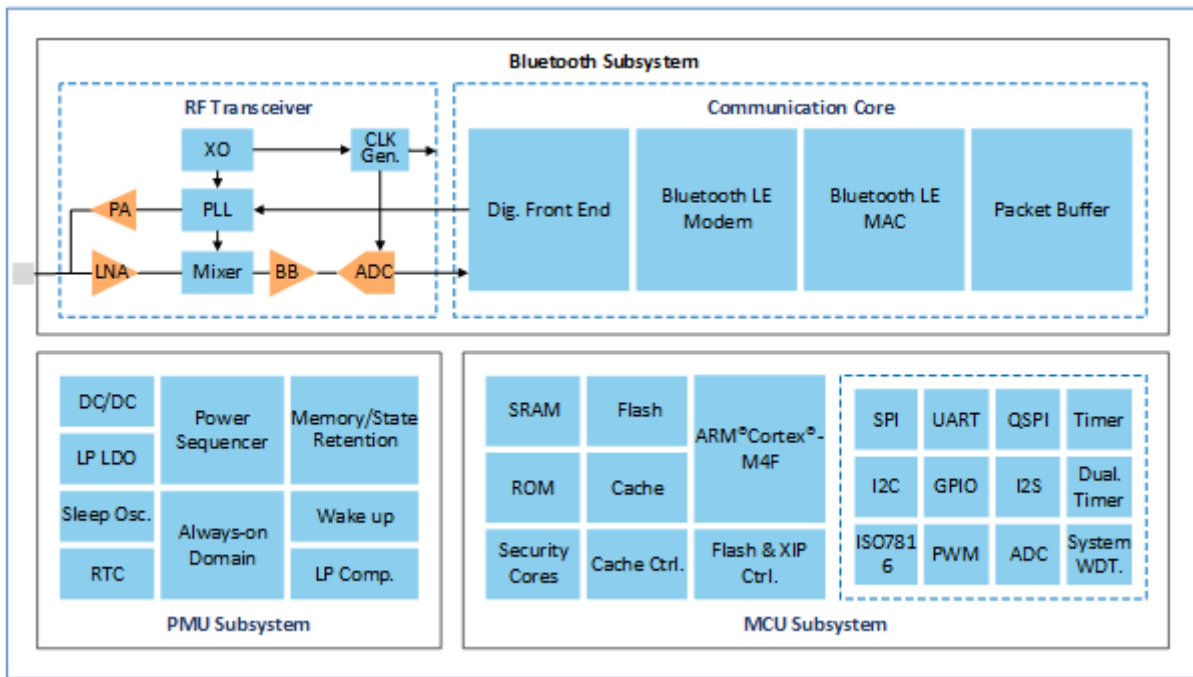 Bluetooth Subsystem
RF Transceiver
XO
CLK
Gen.
PA
PLL
LNA
Mixer
BB
ADC
Communication Core
Dig. Front End
Bluetooth LE
Modem
Bluetooth LE
MAC
Packet Buffer
DC/DC
LP LDO
Sleep Osc.
RTC
Power
Sequencer
Always-on
Domain
Memory/State
Retention
Wake up
LP Comp.
PMU Subsystem
SRAM
Flash
ARM®Cortex®-
M4F
ROM
Cache
Security
Cores
Cache Ctrl.
Flash & XIP
Ctrl.
SPI
UART
QSPI
Timer
I2C
GPIO
I2S
Dual.
Timer
ISO781
6
PWM
ADC
System
WDT.
MCU Subsystem